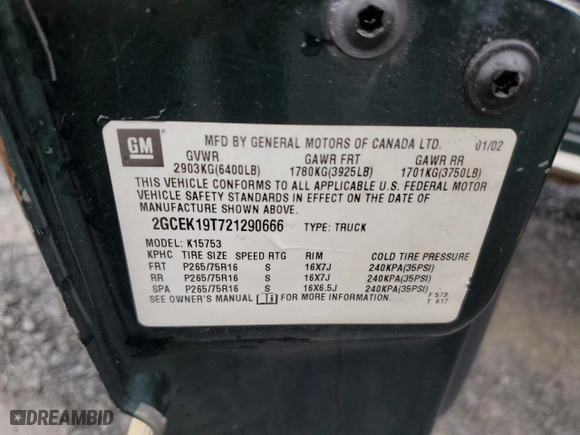 GM
MFD BY GENERAL MOTORS OF CANADA LTD. 01/02
GVWR GAWR FRT GAWR RR
2903KG(6400LB) 1780KG(3925LB) 1701KG(3750LB)
THIS VEHICLE CONFORMS TO ALL APPLICABLE U.S. FEDERAL MOTOR
VEHICLE SAFETY STANDARDS IN EFFECT ON THE DATE OF
MANUFACTURE SHOWN ABOVE.
2GCEK19T721290666 TYPE: TRUCK
MODEL: K15753
KPHC TIRE SIZE SPEED RTG RIM COLD TIRE PRESSURE
FRT P265/75R16 S 16X7J 240KPA(35PSI)
RR P265/75R16 S 16X7J 240KPA(35PSI)
SPA P265/75R16 S 16X6.5J 240KPA(35PSI)
SEE OWNER'S MANUAL FOR MORE INFORMATION. F 573
T 617
DREAMBID